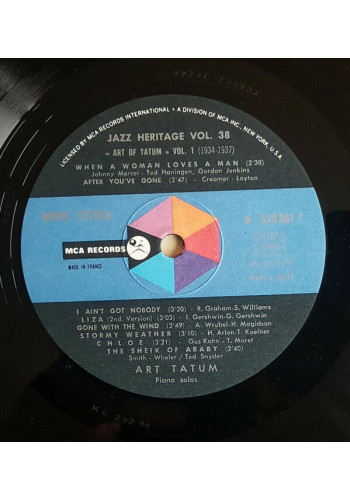 LICENSED BY MCA RECORDS INTERNATIONAL • A DIVISION OF MCA INC., NEW YORK, U.S.A.
JAZZ HERITAGE VOL. 38
« ART OF TATUM » VOL. 1 (1934-1937)
WHEN A WOMAN LOVES A MAN (2'38)
Johnny Mercer - Ted Haningen, Gordon Jenkins
AFTER YOU'VE GONE (2'47) - Creamer - Layton
MCA RECORDS
MADE IN FRANCE
I AIN'T GOT NOBODY (3'20) - R. Graham-S. Williams
LIZA (2nd. Version) (3'03) - I. Gershwin-G. Gershwin
GONE WITH THE WIND (2'49) - A. Wrubel-H. Magidson
STORMY WEATHER (3'10) - H. Arlen-T. Koelher
CHLOE (3'21) - Gus Kahn - T. Moret
THE SHEIK OF ARABY (2'40)
Smith - Wheler / Ted Snyder
ART TATUM
Piano solos